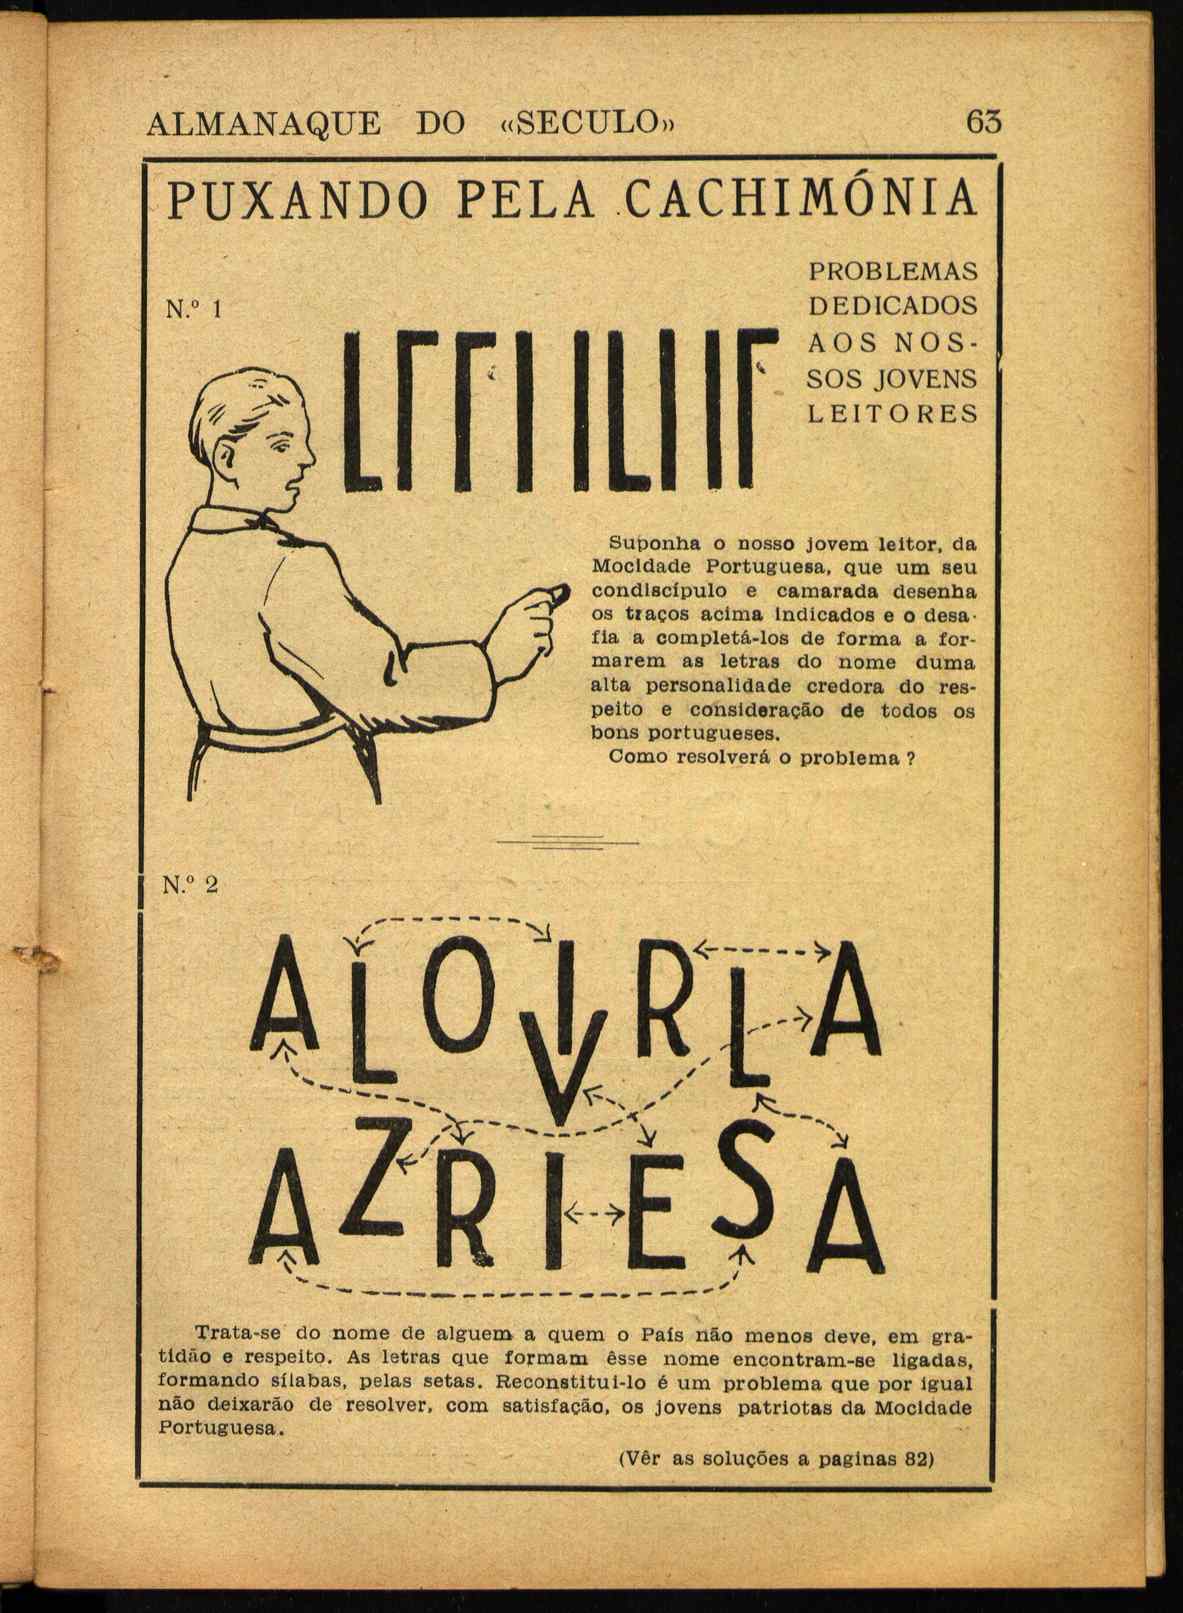 ALMANAQUE DO «SECULO» 63
PUXANDO PELA CACHIMÓNIA
PROBLEMAS
DEDICADOS
AOS NOS-
SOS JOVENS
LEITORES
N.º 1
Suponha o nosso jovem leitor, da
Mocidade Portuguesa, que um seu
condiscípulo e camarada desenha
os traços acima indicados e o desa-
fia a completá-los de forma a for-
marem as letras do nome duma
alta personalidade credora do res-
peito e consideração de todos os
bons portugueses.
Como resolverá o problema ?
N.º 2
A L O I V R L A
A Z R I E S A
Trata-se do nome de alguem a quem o País não menos deve, em gra-
tidão e respeito. As letras que formam êsse nome encontram-se ligadas,
formando sílabas, pelas setas. Reconstitui-lo é um problema que por igual
não deixarão de resolver, com satisfação, os jovens patriotas da Mocidade
Portuguesa.
(Vêr as soluções a paginas 82)